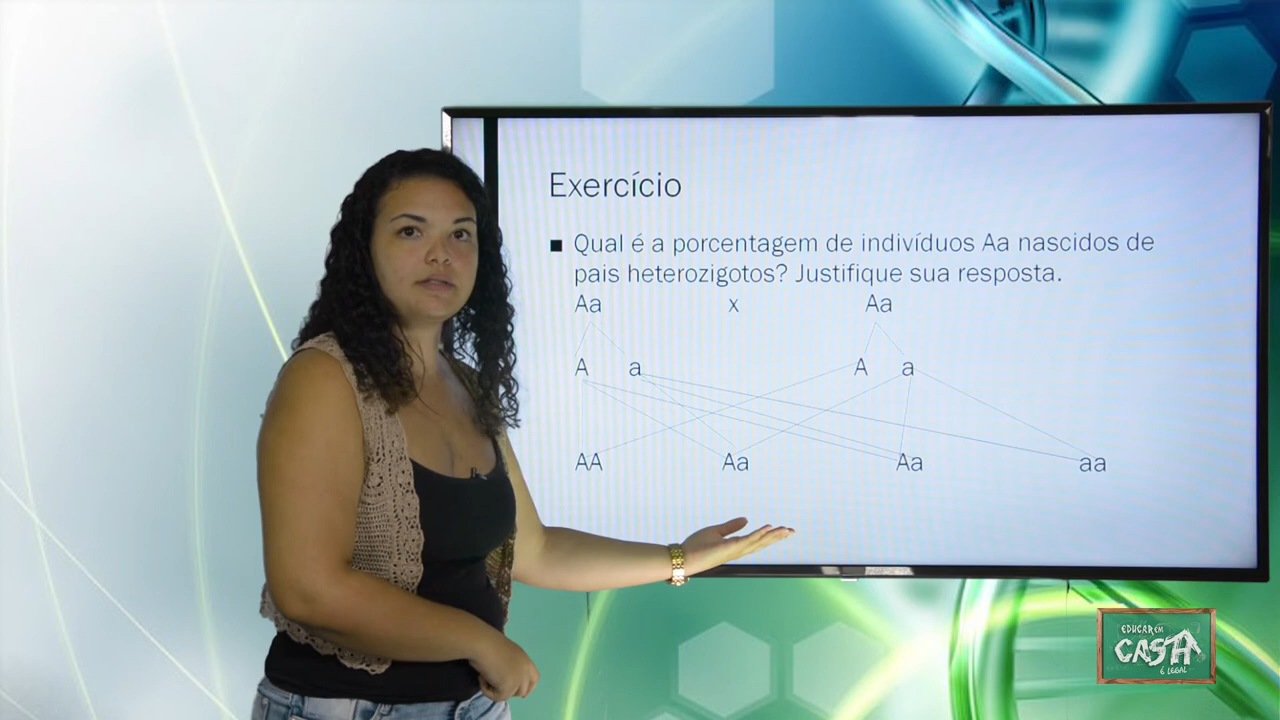 Exercício
■ Qual é a porcentagem de indivíduos Aa nascidos de
pais heterozigotos? Justifique sua resposta.
Aa x Aa
A a A a
AA Aa Aa aa
EDUCAR EM
CASA
É LEGAL